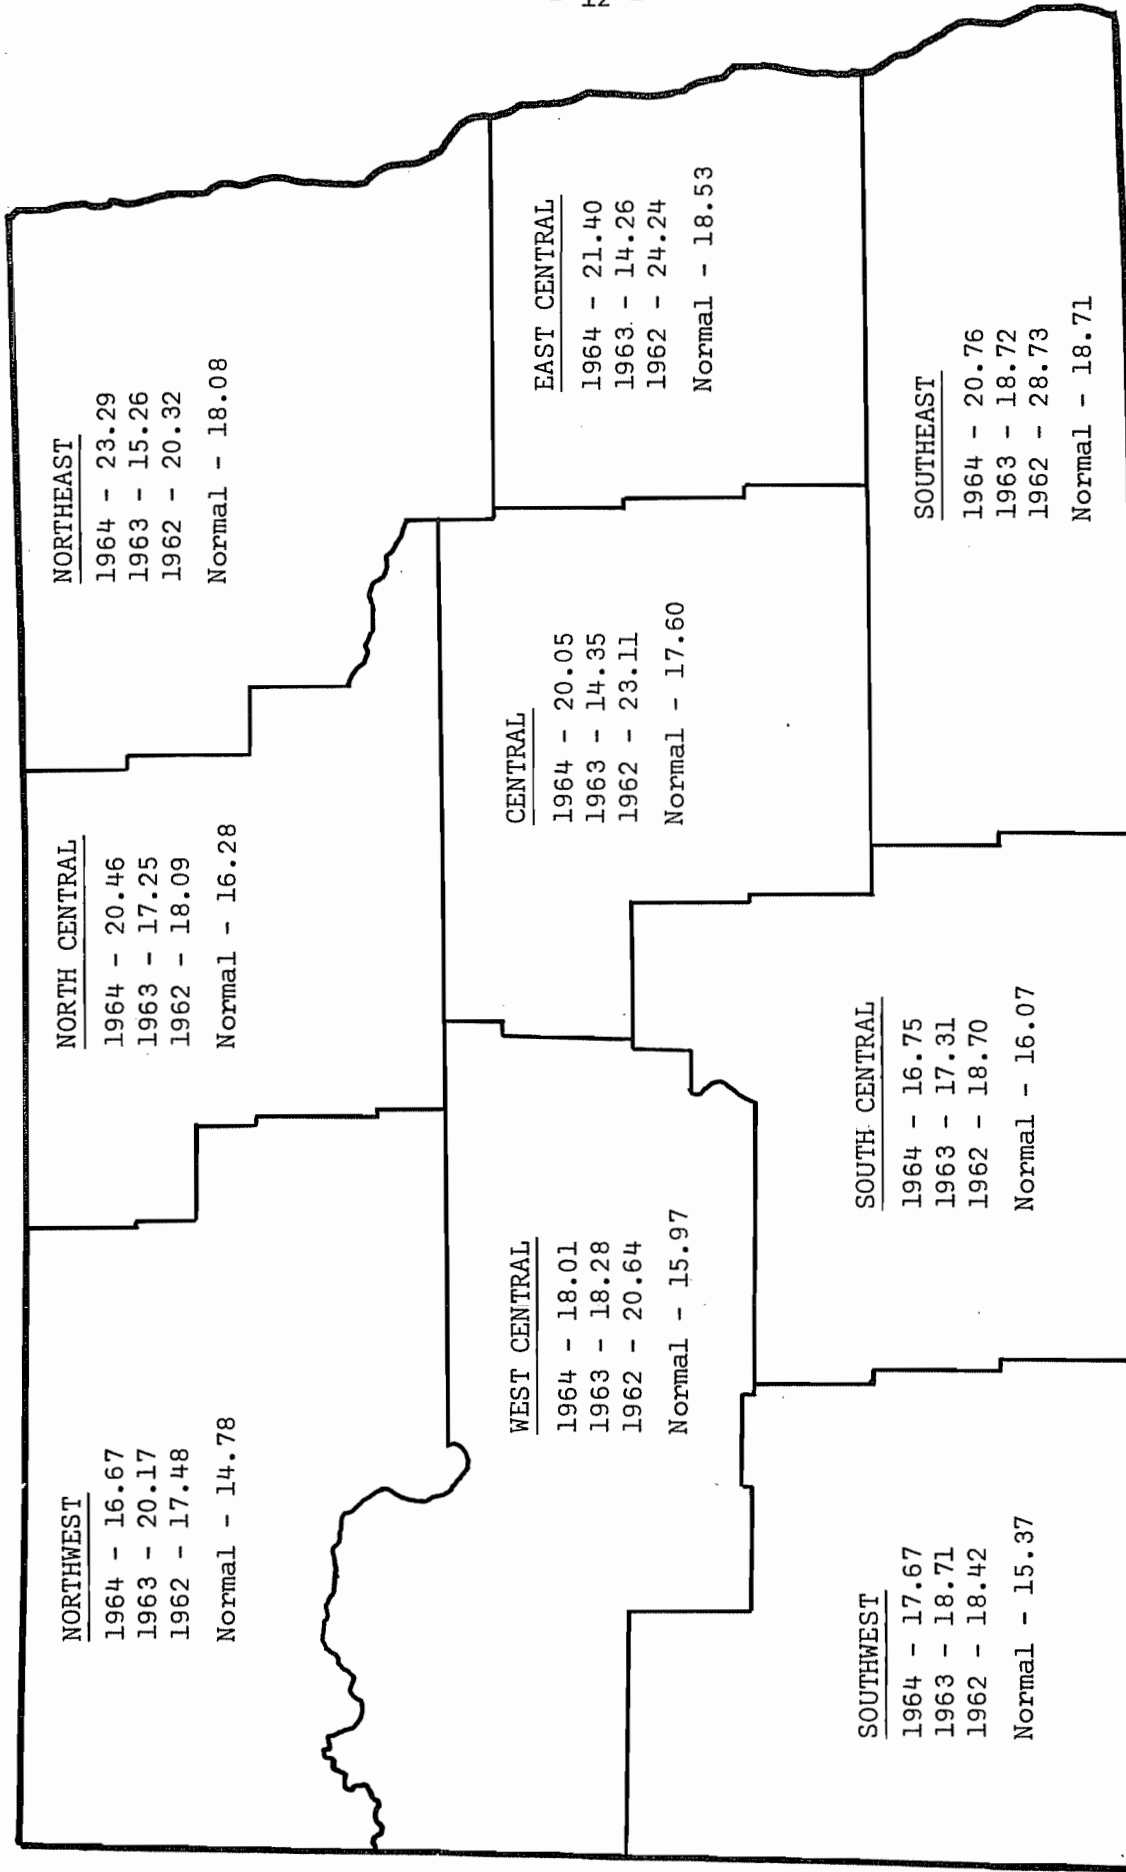 - 12 -
NORTHWEST
1964 - 16.67
1963 - 20.17
1962 - 17.48
Normal - 14.78
NORTH CENTRAL
1964 - 20.46
1963 - 17.25
1962 - 18.09
Normal - 16.28
NORTHEAST
1964 - 23.29
1963 - 15.26
1962 - 20.32
Normal - 18.08
WEST CENTRAL
1964 - 18.01
1963 - 18.28
1962 - 20.64
Normal - 15.97
CENTRAL
1964 - 20.05
1963 - 14.35
1962 - 23.11
Normal - 17.60
EAST CENTRAL
1964 - 21.40
1963 - 14.26
1962 - 24.24
Normal - 18.53
SOUTHWEST
1964 - 17.67
1963 - 18.71
1962 - 18.42
Normal - 15.37
SOUTH CENTRAL
1964 - 16.75
1963 - 17.31
1962 - 18.70
Normal - 16.07
SOUTHEAST
1964 - 20.76
1963 - 18.72
1962 - 28.73
Normal - 18.71